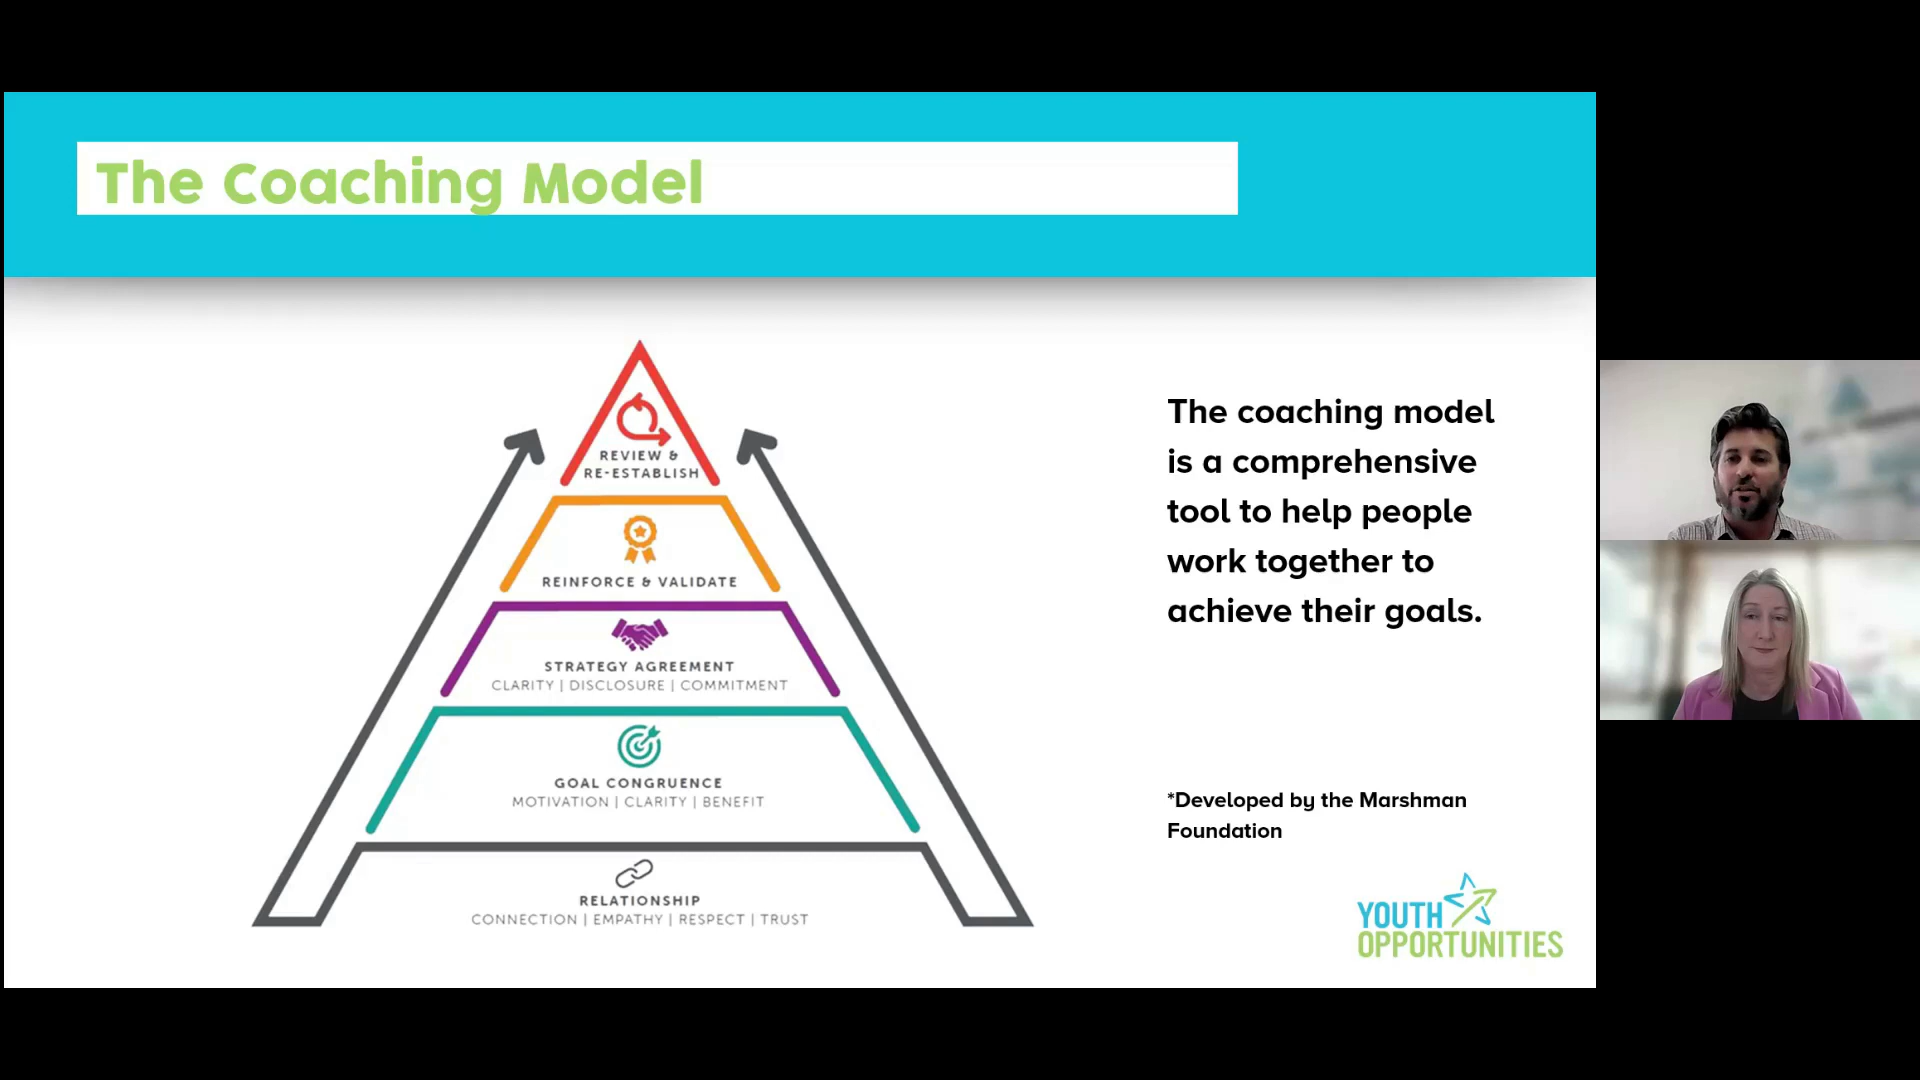 The Coaching Model
REVIEW &
RE-ESTABLISH
REINFORCE & VALIDATE
STRATEGY AGREEMENT
CLARITY | DISCLOSURE | COMMITMENT
GOAL CONGRUENCE
MOTIVATION | CLARITY | BENEFIT
RELATIONSHIP
CONNECTION | EMPATHY | RESPECT | TRUST
The coaching model
is a comprehensive
tool to help people
work together to
achieve their goals.
*Developed by the Marshman
Foundation
YOUTH
OPPORTUNITIES